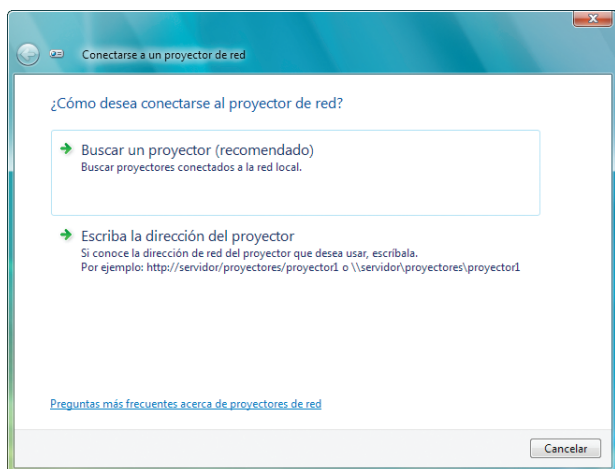 Conectarse a un proyector de red
¿Cómo desea conectarse al proyector de red?
Buscar un proyector (recomendado)
Buscar proyectores conectados a la red local.
Escriba la dirección del proyector
Si conoce la dirección de red del proyector que desea usar, escríbala.
Por ejemplo: http://servidor/proyectores/proyector1 o \\servidor\proyectores\proyector1
Preguntas más frecuentes acerca de proyectores de red
Cancelar